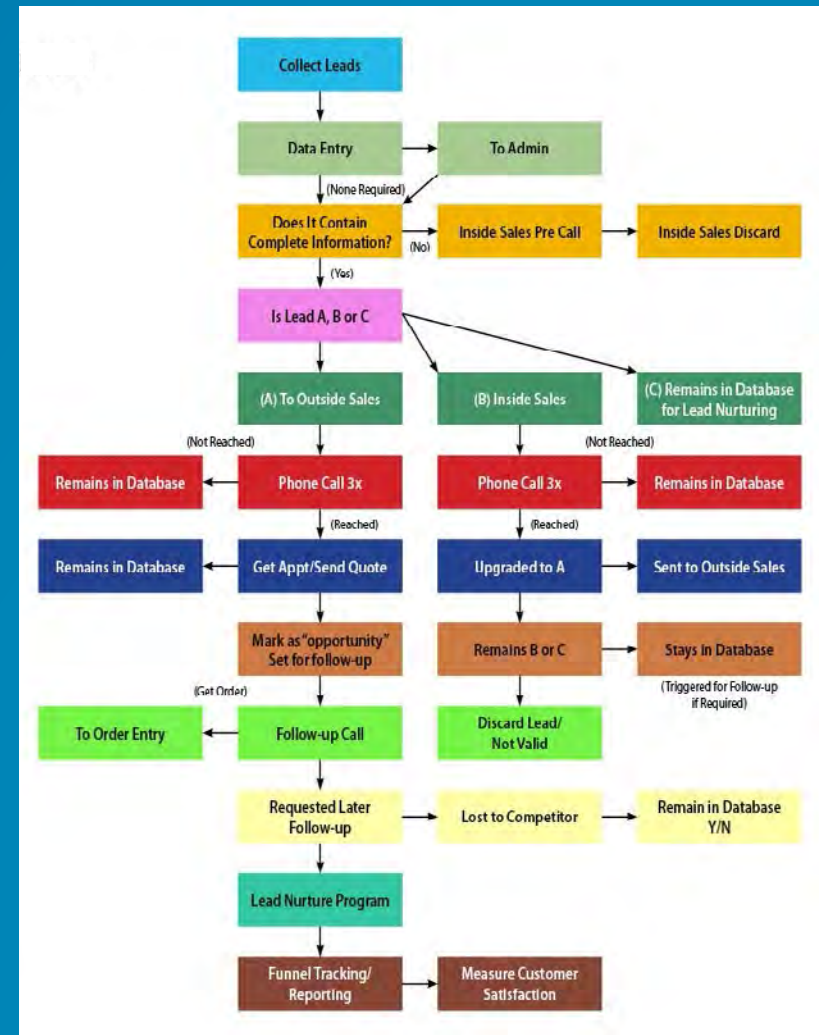 Collect Leads
Data Entry
To Admin
(None Required)
Does It Contain
Complete Information?
(No)
Inside Sales Pre Call
Inside Sales Discard
(Yes)
Is Lead A, B or C
(A) To Outside Sales
(B) Inside Sales
(C) Remains in Database
for Lead Nurturing
(Not Reached)
(Not Reached)
Remains in Database
Phone Call 3x
Phone Call 3x
Remains in Database
(Reached)
(Reached)
Remains in Database
Get Appt/Send Quote
Upgraded to A
Sent to Outside Sales
Mark as "opportunity"
Set for follow-up
Remains B or C
Stays in Database
(Get Order)
(Triggered for Follow-up
if Required)
To Order Entry
Follow-up Call
Discard Lead/
Not Valid
Requested Later
Follow-up
Lost to Competitor
Remain in Database
Y/N
Lead Nurture Program
Funnel Tracking/
Reporting
Measure Customer
Satisfaction